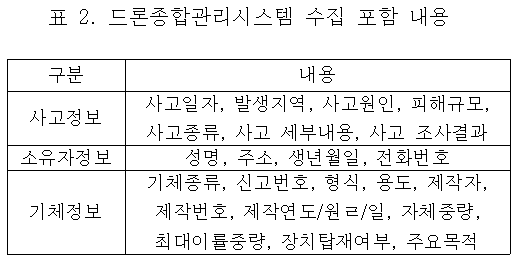 표 2. 드론종합관리시스템 수집 포함 내용
구분 내용
사고정보 사고일자, 발생지역, 사고원인, 피해규모,
사고종류, 사고 세부내용, 사고 조사결과
소유자정보 성명, 주소, 생년월일, 전화번호
기체정보 기체종류, 신고번호, 형식, 용도, 제작자,
제작번호, 제작연도/원ㄹ/일, 자체중량,
최대이륙중량, 장치탑재여부, 주요목적